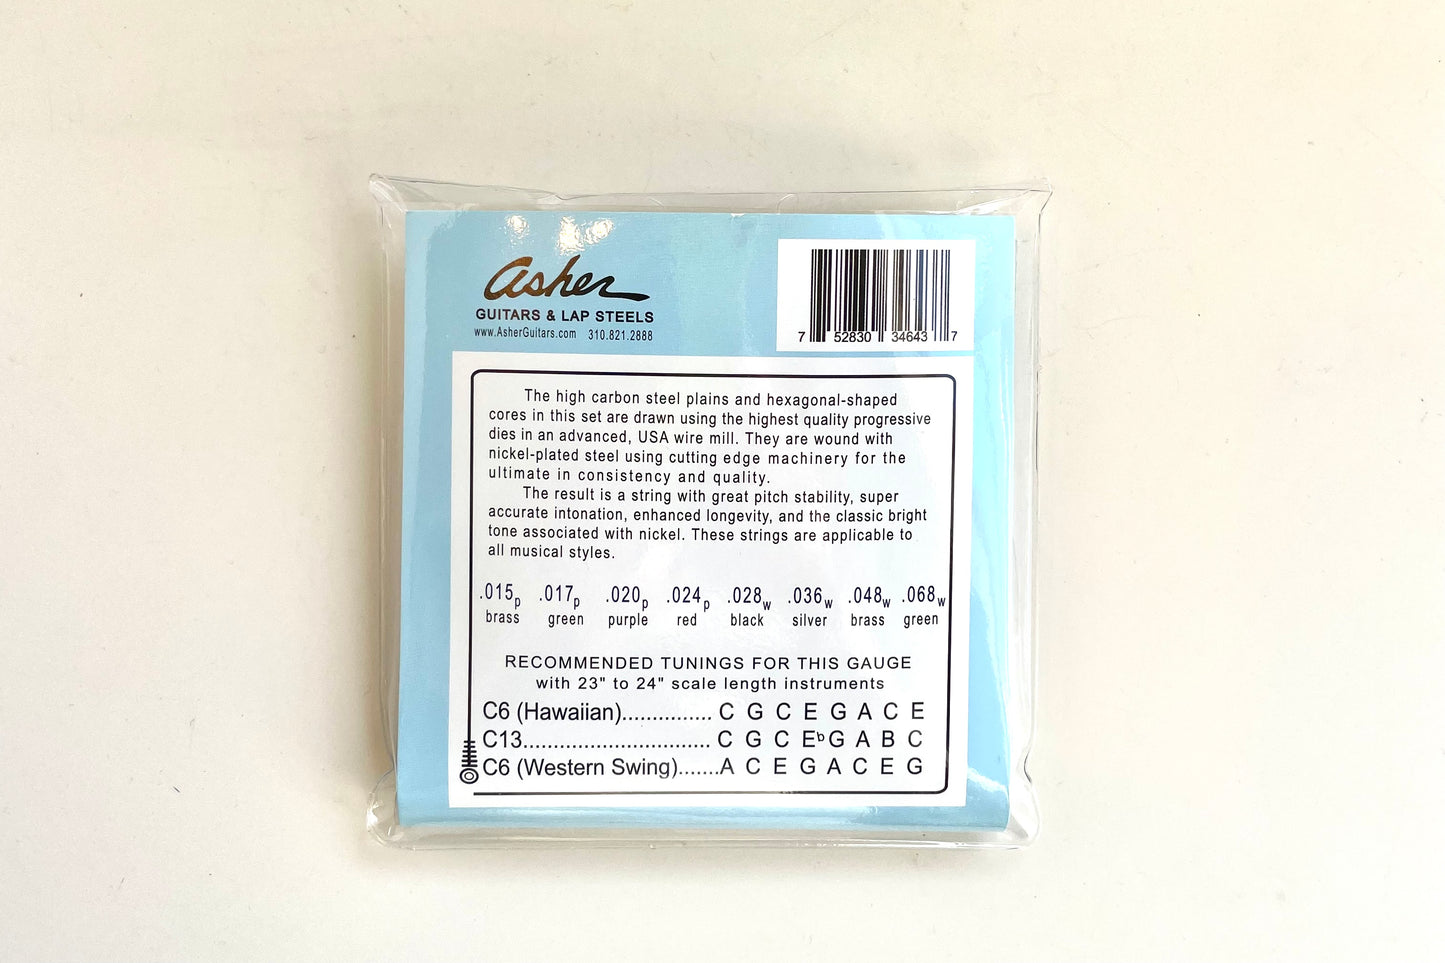 Asher
GUITARS & LAP STEELS
www.AsherGuitars.com 310.821.2888
7 52830 34643 7
The high carbon steel plains and hexagonal-shaped
cores in this set are drawn using the highest quality progressive
dies in an advanced, USA wire mill. They are wound with
nickel-plated steel using cutting edge machinery for the
ultimate in consistency and quality.
The result is a string with great pitch stability, super
accurate intonation, enhanced longevity, and the classic bright
tone associated with nickel. These strings are applicable to
all musical styles.
.015p .017p .020p .024p .028w .036w .048w .068w
brass green purple red black silver brass green
RECOMMENDED TUNINGS FOR THIS GAUGE
with 23" to 24" scale length instruments
C6 (Hawaiian)............... C G C E G A C E
C13............................... C G C Eb G A B C
C6 (Western Swing).......A C E G A C E G